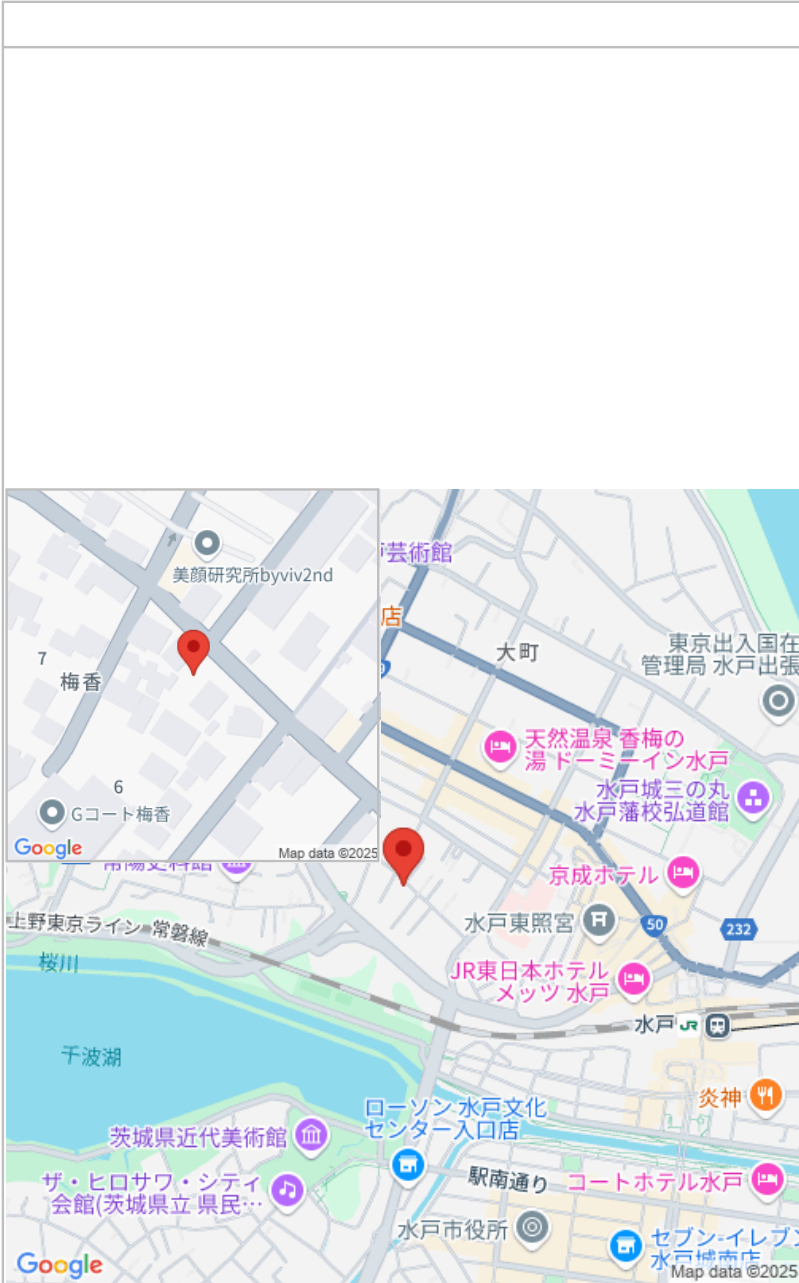 美顔研究所byviv2nd
7
梅香
6
Gコート梅香
Google
Map data ©2025
芸術館
店
大町
東京出入国在
管理局 水戸出張
天然温泉 香梅の
湯 ドーミーイン水戸
水戸城三の丸
水戸藩校弘道館
京成ホテル
水戸東照宮
50
232
JR東日本ホテル
メッツ 水戸
水戸
JR
常陽史料館
上野東京ライン 常磐線
桜川
千波湖
炎神
ローソン 水戸文化
センター入口店
茨城県近代美術館
ザ・ヒロサワ・シティ
会館(茨城県立 県民…
駅南通り
コートホテル水戸
水戸市役所
セブン-イレブン
水戸城南店
Google
Map data ©2025